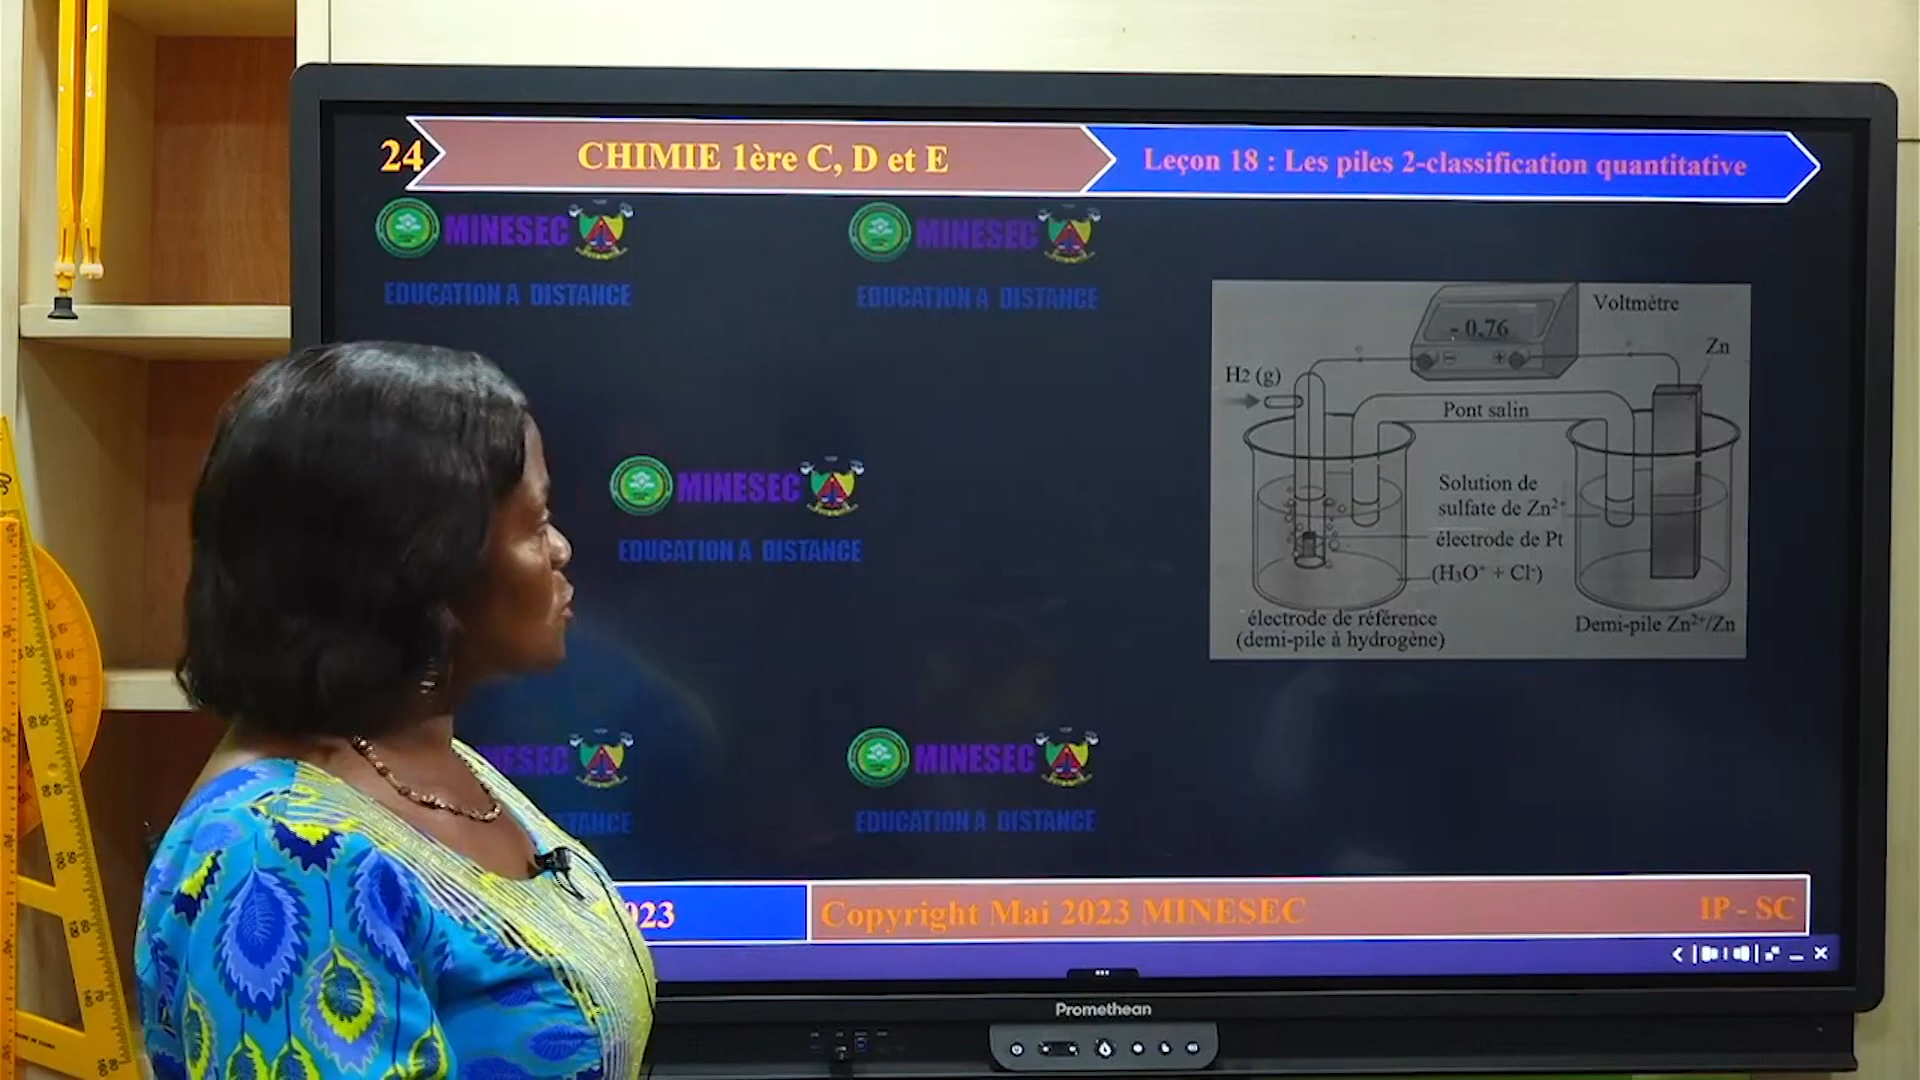 24
CHIMIE 1ère C, D et E
Leçon 18 : Les piles 2-classification quantitative
MINESEC
EDUCATION A DISTANCE
MINESEC
EDUCATION A DISTANCE
Voltmètre
- 0,76
Zn
H2 (g)
Pont salin
Solution de
sulfate de Zn²⁺
électrode de Pt
(H₃O⁺ + Cl⁻)
électrode de référence
(demi-pile à hydrogène)
Demi-pile Zn²⁺/Zn
MINESEC
EDUCATION A DISTANCE
MINESEC
EDUCATION A DISTANCE
Copyright Mai 2023 MINESEC
IP - SC
Promethean